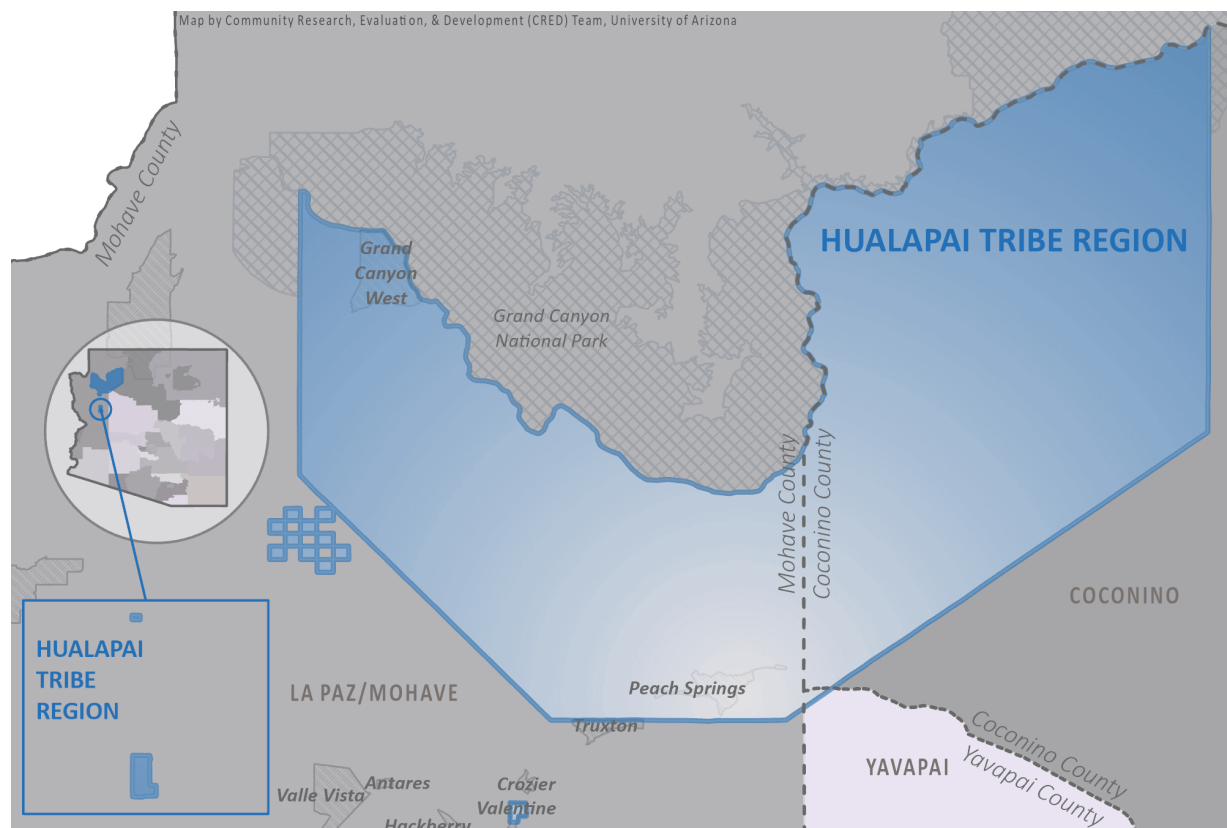 Map by Community Research, Evaluation, & Development (CRED) Team, University of Arizona
Mohave County
HUALAPAI TRIBE REGION
Grand
Canyon
West
Grand Canyon
National Park
Mohave County
Coconino County
COCONINO
HUALAPAI
TRIBE
REGION
LA PAZ/MOHAVE
Peach Springs
Truxton
Coconino County
Yavapai County
YAVAPAI
Antares
Valle Vista
Crozier
Valentine
Hackberry